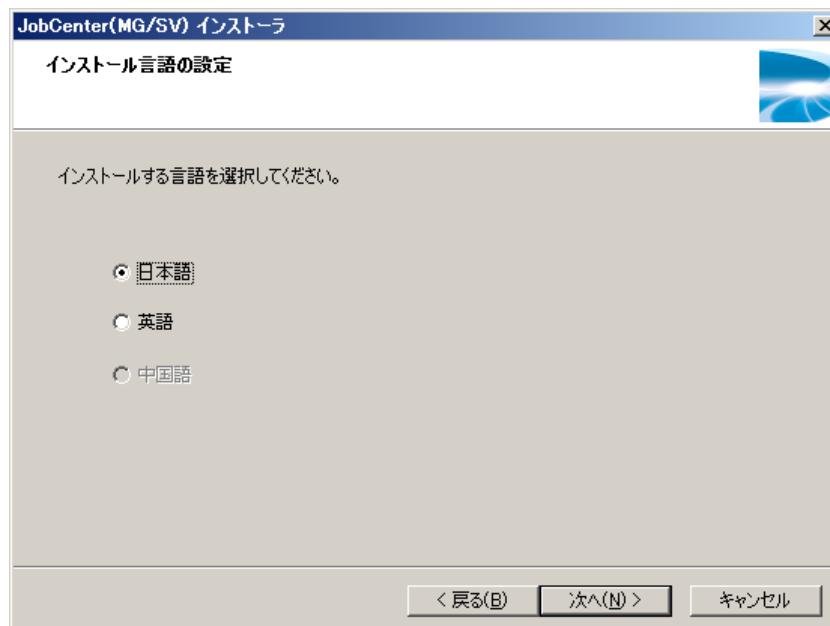 JobCenter(MG/SV) インストーラ
インストール言語の設定
インストールする言語を選択してください。
日本語
英語
中国語
< 戻る(B) 次へ(N) > キャンセル